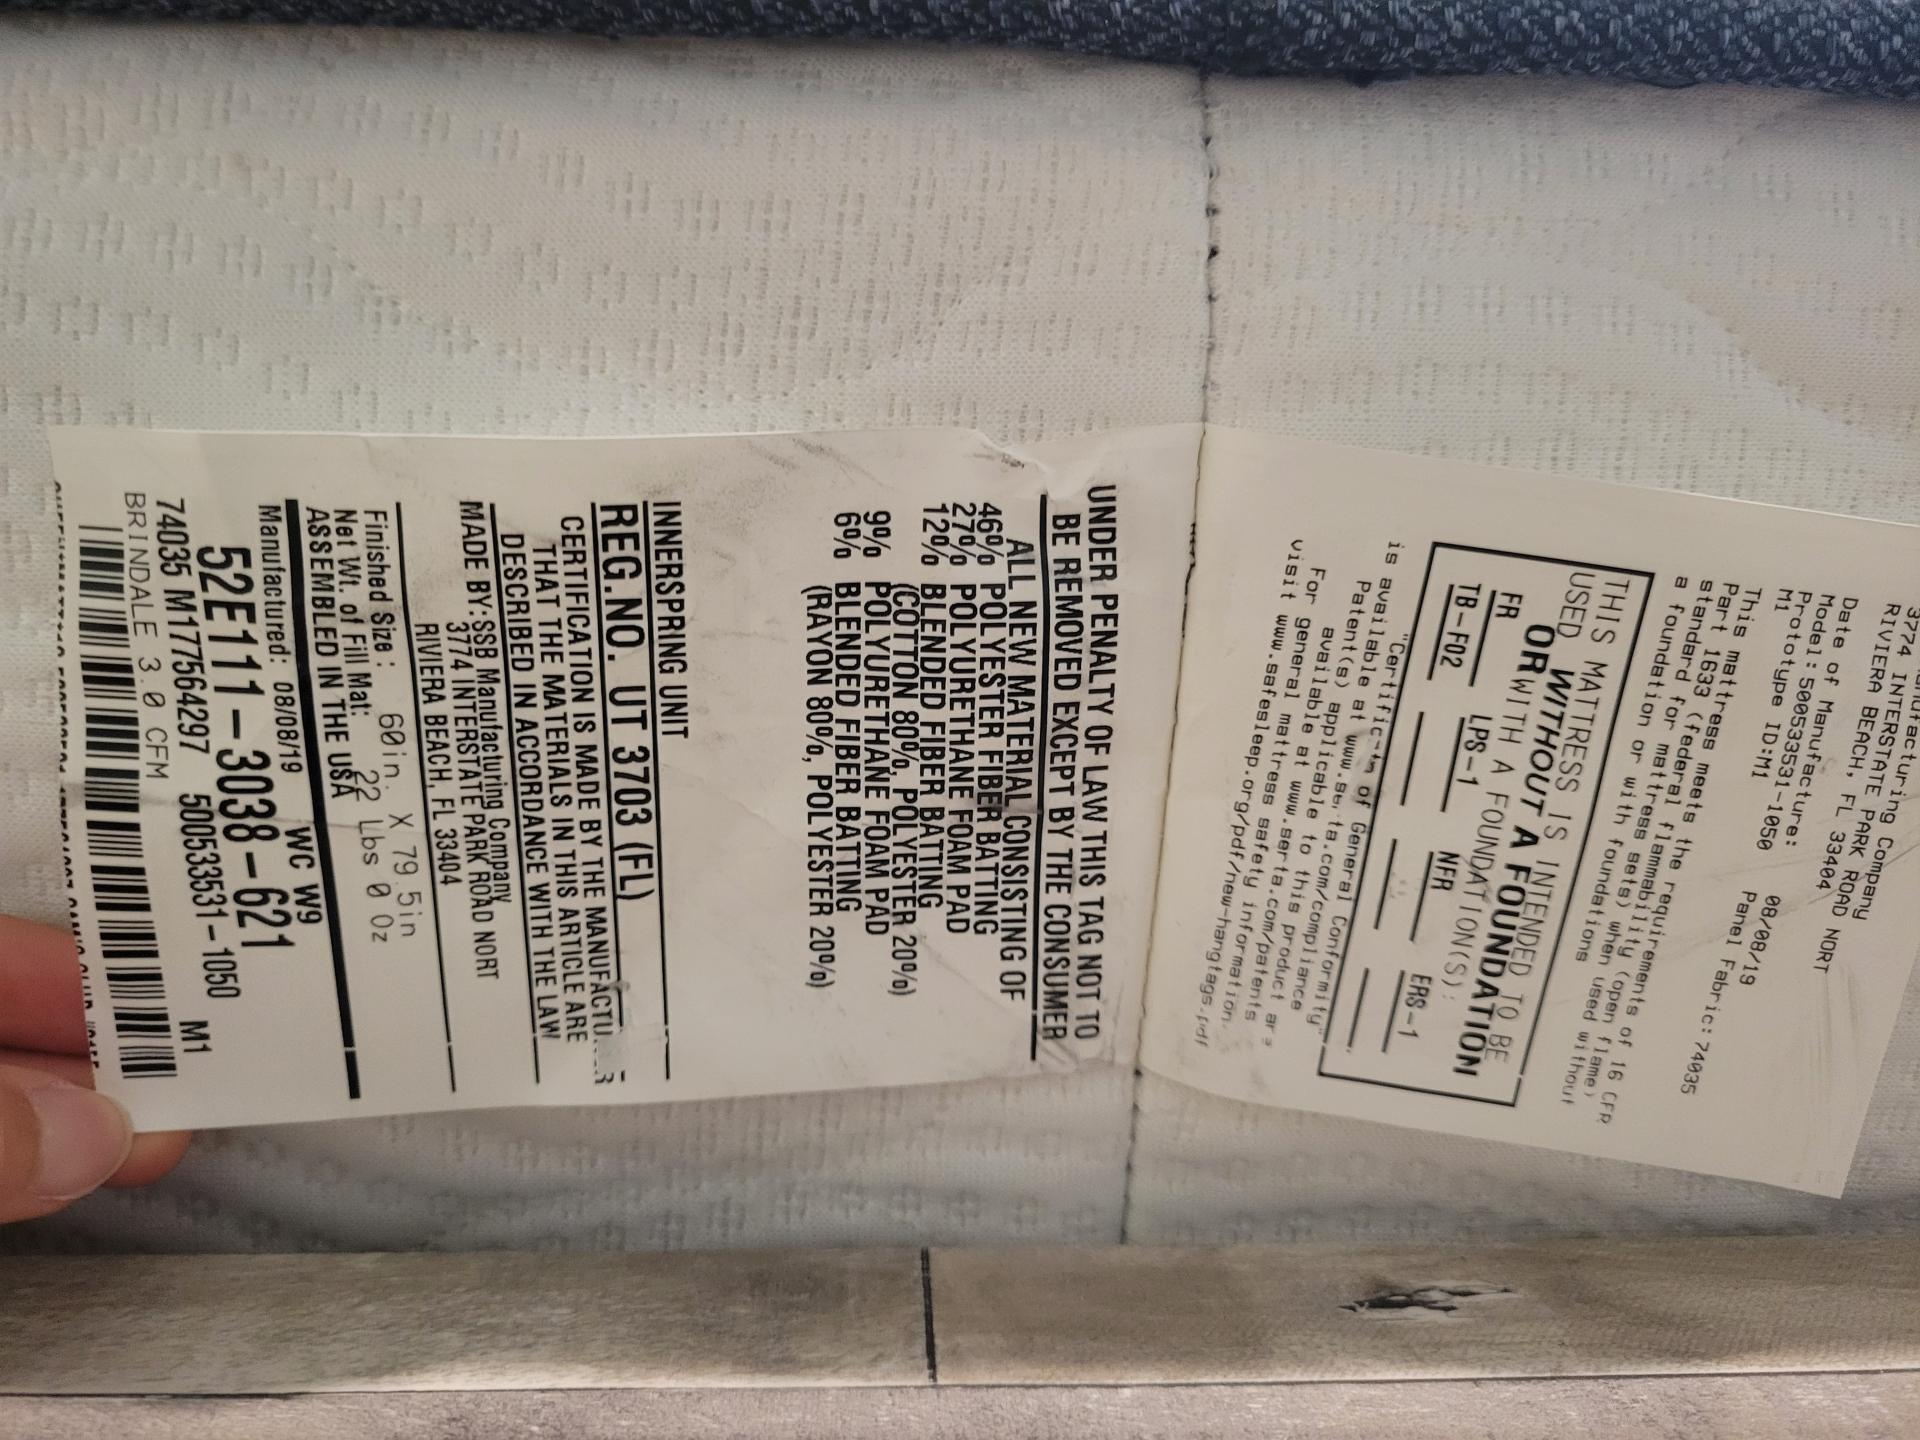 3774 INTERSTATE PARK ROAD NORT
RIVIERA BEACH, FL 33404
Date of Manufacture: 08/08/19
Model: 500533531-1050 Panel Fabric: 74035
Prototype ID:M1
M1
This mattress meets the requirements of 16 CFR
Part 1633 (federal flammability (open flame)
standard for mattress sets) when used without
a foundation or with foundations
THIS MATTRESS IS INTENDED TO BE
USED WITHOUT A FOUNDATION
OR WITH A FOUNDATION(S):
FR LPS-1 NFR ERS-1
TB-F02
of General Conformity"
is available at www.serta.com/compliance
Patent(s) applicable to this product are
available at www.serta.com/patents
For general mattress safety information,
visit www.safesleep.org/pdf/new-hangtags.pdf
UNDER PENALTY OF LAW THIS TAG NOT TO
BE REMOVED EXCEPT BY THE CONSUMER
ALL NEW MATERIAL CONSISTING OF
46% POLYESTER FIBER BATTING
27% POLYURETHANE FOAM PAD
12% BLENDED FIBER BATTING
(COTTON 80%, POLYESTER 20%)
9% POLYURETHANE FOAM PAD
6% BLENDED FIBER BATTING
(RAYON 80%, POLYESTER 20%)
INNERSPRING UNIT
REG.NO. UT 3703 (FL)
CERTIFICATION IS MADE BY THE
THAT THE MATERIALS IN THIS ARTICLE ARE
DESCRIBED IN ACCORDANCE WITH THE LAW
MADE BY:SSB Manufacturing Company
3774 INTERSTATE PARK ROAD NORT
RIVIERA BEACH, FL 33404
Finished Size: 60in. X 79.5in
Net Wt. of Fill Mat: 22 Lbs 0 Oz
ASSEMBLED IN THE USA
Manufactured: 08/08/19 WC W9
52E111-3038-621
74035 M177564297 500533531-1050 M1
BRINDALE 3.0 CFM